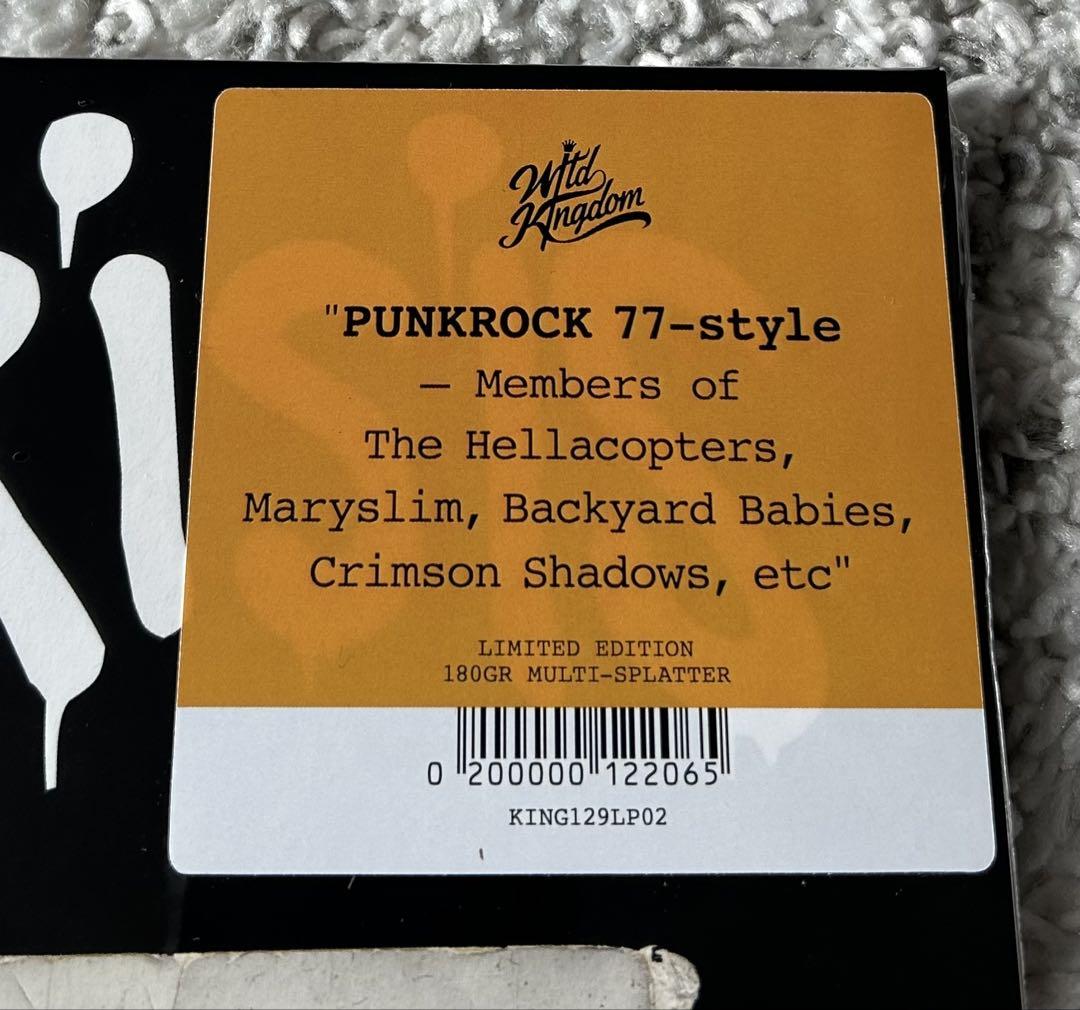 Wild
Kingdom
"PUNKROCK 77-style
— Members of
The Hellacopters,
Maryslim, Backyard Babies,
Crimson Shadows, etc"
LIMITED EDITION
180GR MULTI-SPLATTER
0 200000 122065
KING129LP02